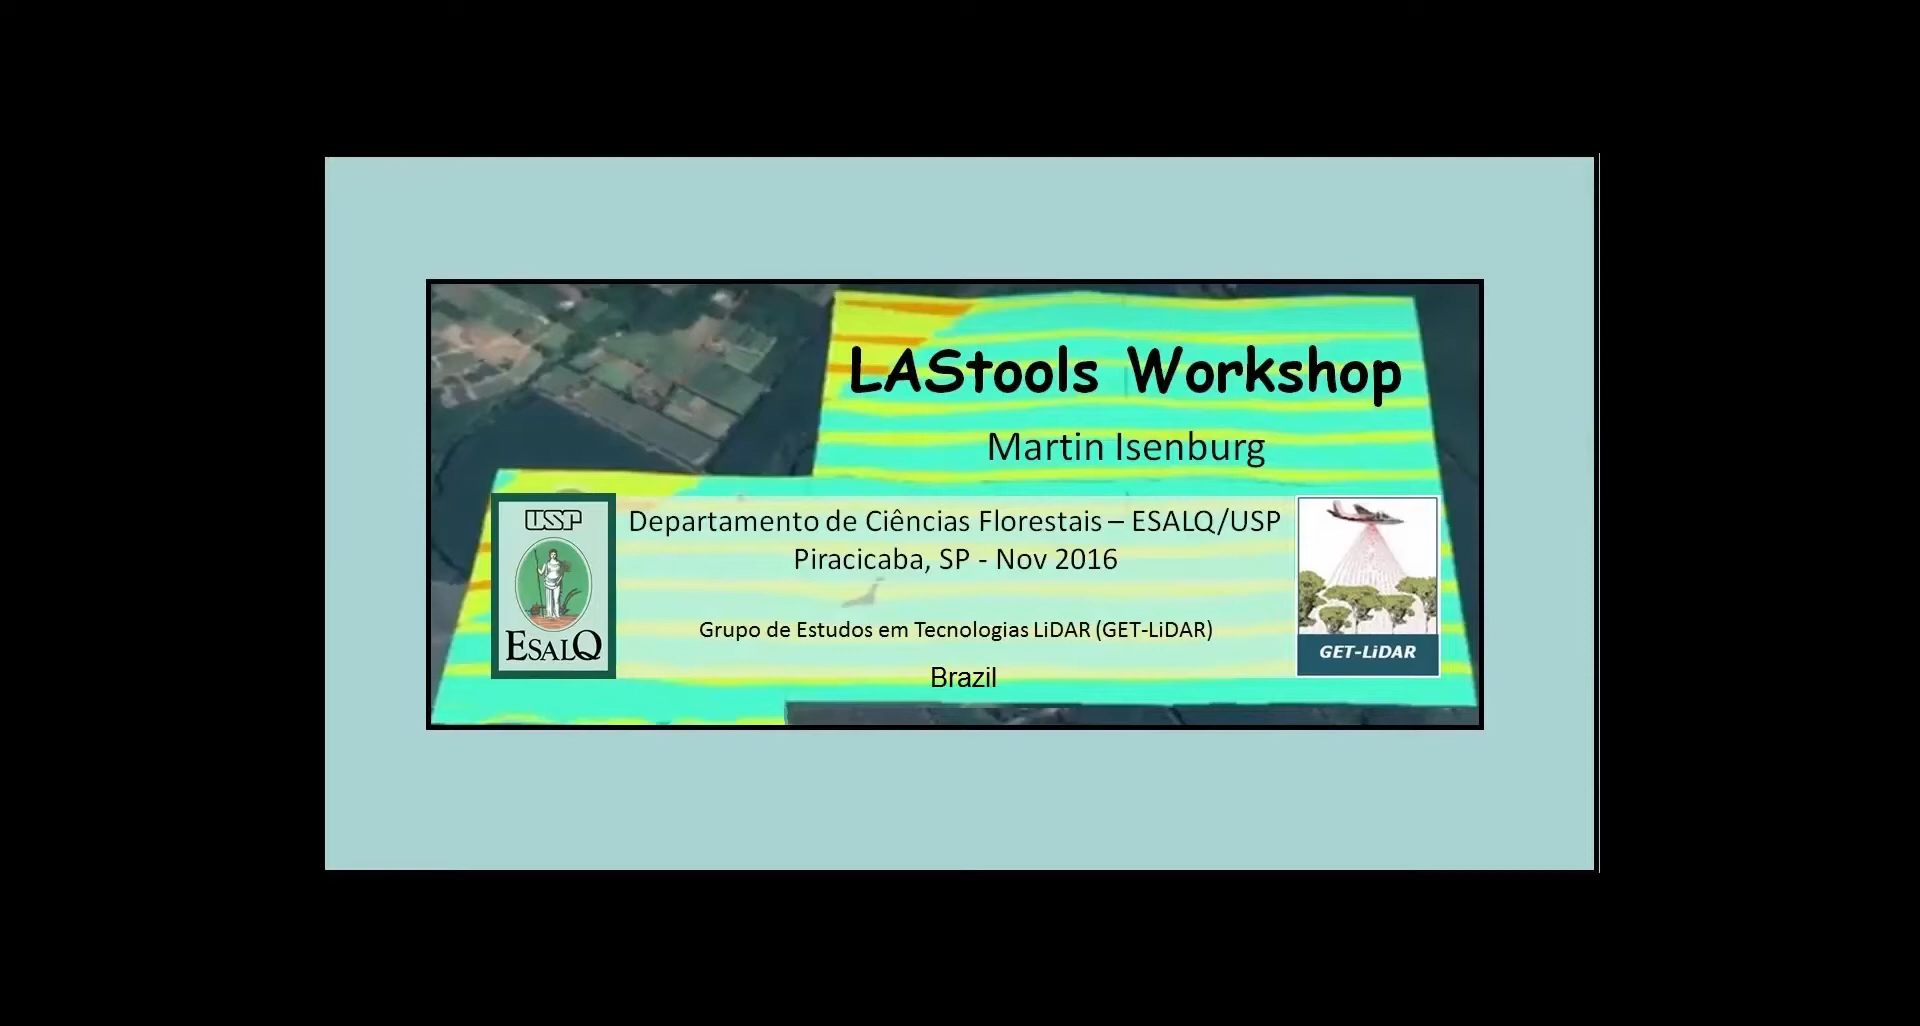 LAStools Workshop
Martin Isenburg
USP
ESALQ
Departamento de Ciências Florestais – ESALQ/USP
Piracicaba, SP - Nov 2016
Grupo de Estudos em Tecnologias LiDAR (GET-LiDAR)
Brazil
GET-LiDAR